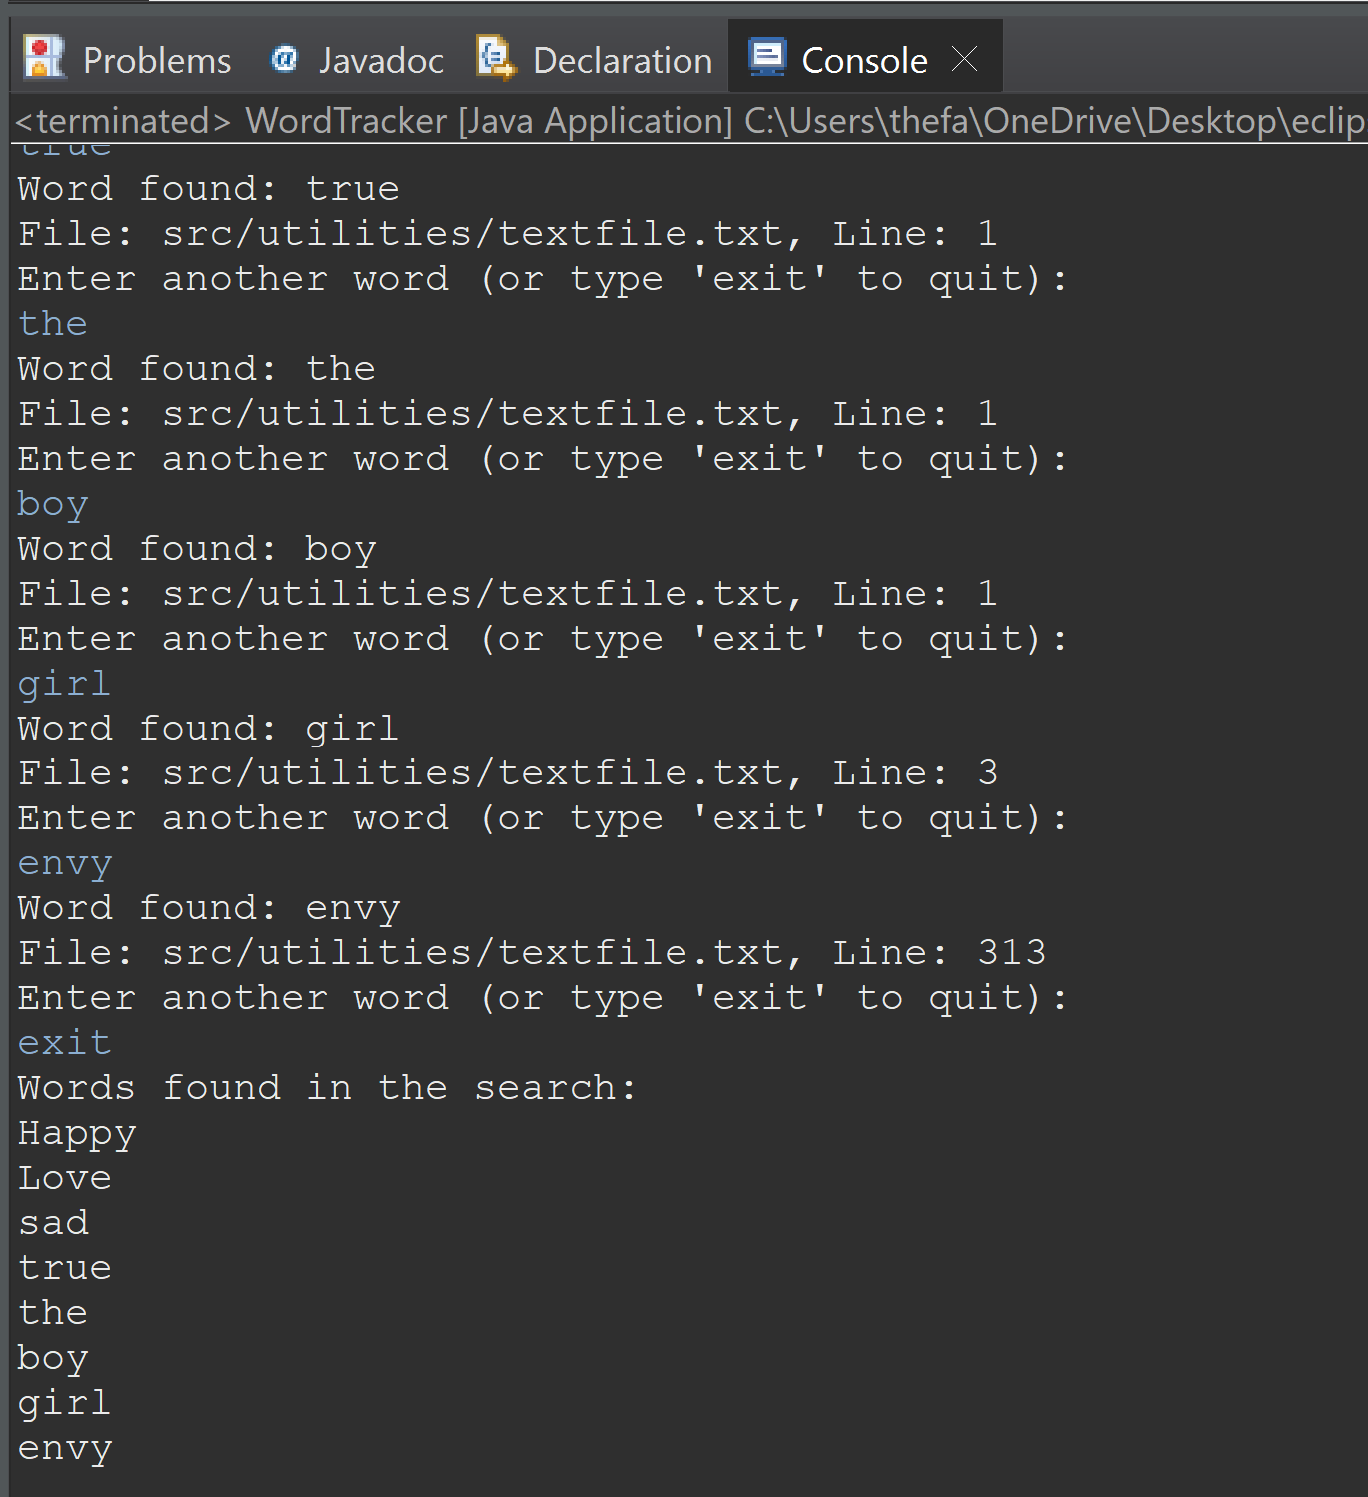 Problems Javadoc Declaration Console
<terminated> WordTracker [Java Application] C:\Users\thefa\OneDrive\Desktop\eclip
true
Word found: true
File: src/utilities/textfile.txt, Line: 1
Enter another word (or type 'exit' to quit):
the
Word found: the
File: src/utilities/textfile.txt, Line: 1
Enter another word (or type 'exit' to quit):
boy
Word found: boy
File: src/utilities/textfile.txt, Line: 1
Enter another word (or type 'exit' to quit):
girl
Word found: girl
File: src/utilities/textfile.txt, Line: 3
Enter another word (or type 'exit' to quit):
envy
Word found: envy
File: src/utilities/textfile.txt, Line: 313
Enter another word (or type 'exit' to quit):
exit
Words found in the search:
Happy
Love
sad
true
the
boy
girl
envy